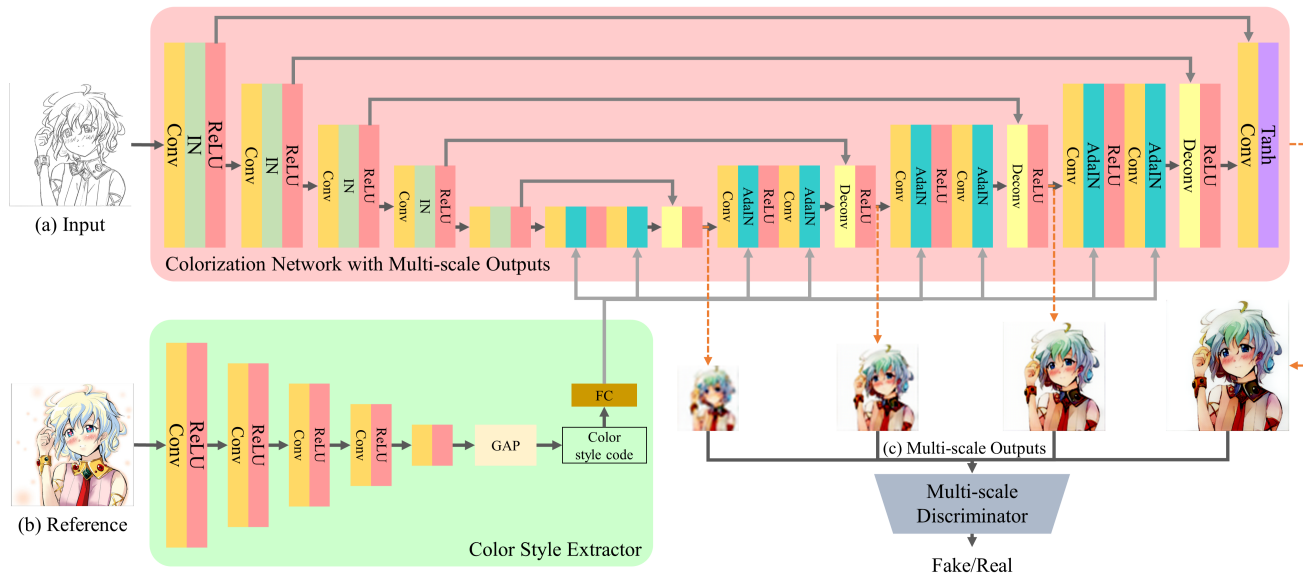 Conv
IN
ReLU
Conv
IN
ReLU
Conv
IN
ReLU
Conv
IN
ReLU
Conv
AdaIN
ReLU
Conv
AdaIN
Deconv
ReLU
Conv
AdaIN
ReLU
Conv
AdaIN
Deconv
ReLU
Conv
AdaIN
ReLU
Conv
AdaIN
Deconv
ReLU
Conv
Tanh
(a) Input
Colorization Network with Multi-scale Outputs
Conv
ReLU
Conv
ReLU
Conv
ReLU
Conv
ReLU
GAP
FC
Color
style code
(b) Reference
Color Style Extractor
(c) Multi-scale Outputs
Multi-scale
Discriminator
Fake/Real